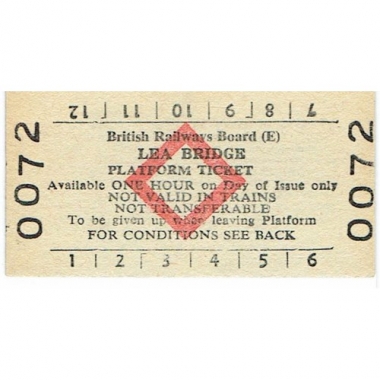 12 | 11 | 10 | 9 | 8 | 7
British Railways Board (E)
LEA BRIDGE
PLATFORM TICKET
Available ONE HOUR on Day of Issue only
NOT VALID IN TRAINS
NOT TRANSFERABLE
To be given up when leaving Platform
FOR CONDITIONS SEE BACK
1 | 2 | 3 | 4 | 5 | 6
0072
0072